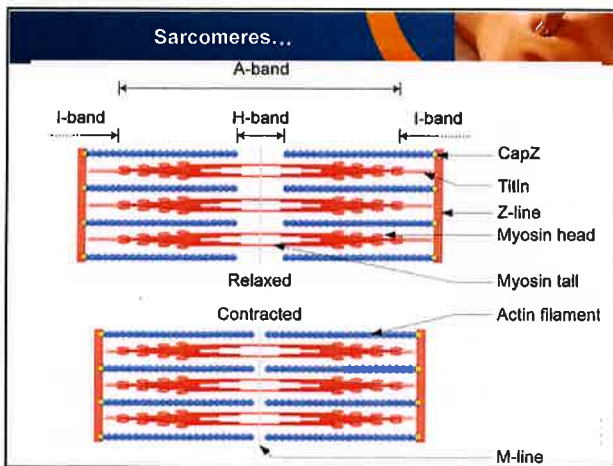 Sarcomeres...
A-band
I-band
H-band
I-band
CapZ
Titin
Z-line
Myosin head
Relaxed
Myosin tail
Contracted
Actin filament
M-line